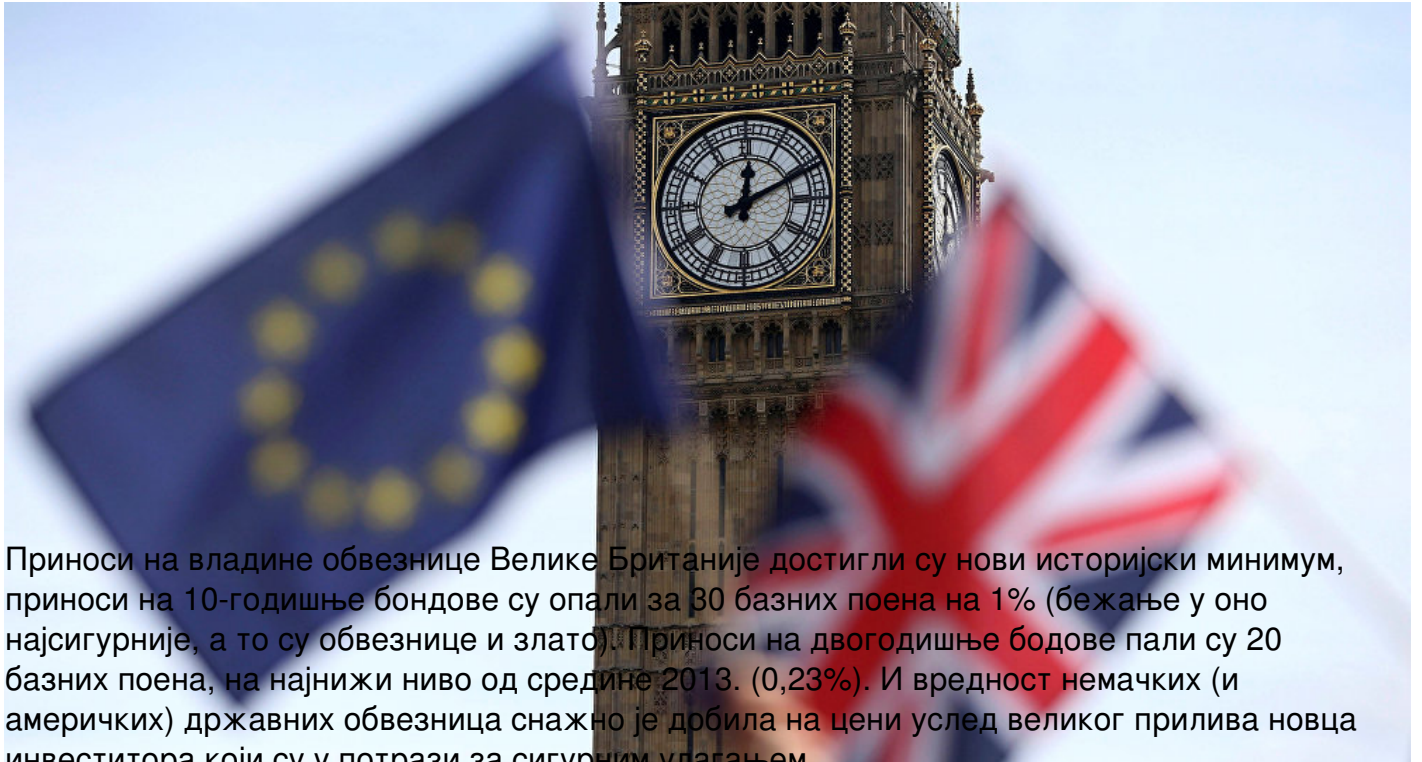 Приноси на владине обвезнице Велике Британије достигли су нови историјски минимум,
приноси на 10-годишње бондове су опали за 30 базних поена на 1% (бежање у оно
најсигурније, а то су обвезнице и злато). Приноси на двогодишње бодове пали су 20
базних поена, на најнижи ниво од средине 2013. (0,23%). И вредност немачких (и
америчких) државних обвезница снажно је добила на цени услед великог прилива новца
инвеститора који су у потрази за сигурним улагањем